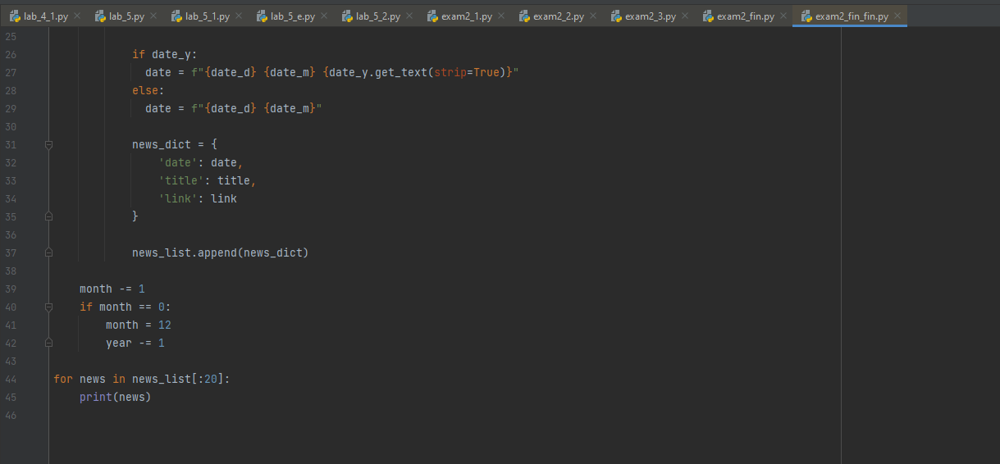 lab_4_1.py lab_5.py lab_5_1.py lab_5_e.py lab_5_2.py exam2_1.py exam2_2.py exam2_3.py exam2_fin.py exam2_fin_fin.py
25
26 if date_y:
27 date = f"{date_d} {date_m} {date_y.get_text(strip=True)}"
28 else:
29 date = f"{date_d} {date_m}"
30
31 news_dict = {
32 'date': date,
33 'title': title,
34 'link': link
35 }
36
37 news_list.append(news_dict)
38
39 month -= 1
40 if month == 0:
41 month = 12
42 year -= 1
43
44 for news in news_list[:20]:
45 print(news)
46